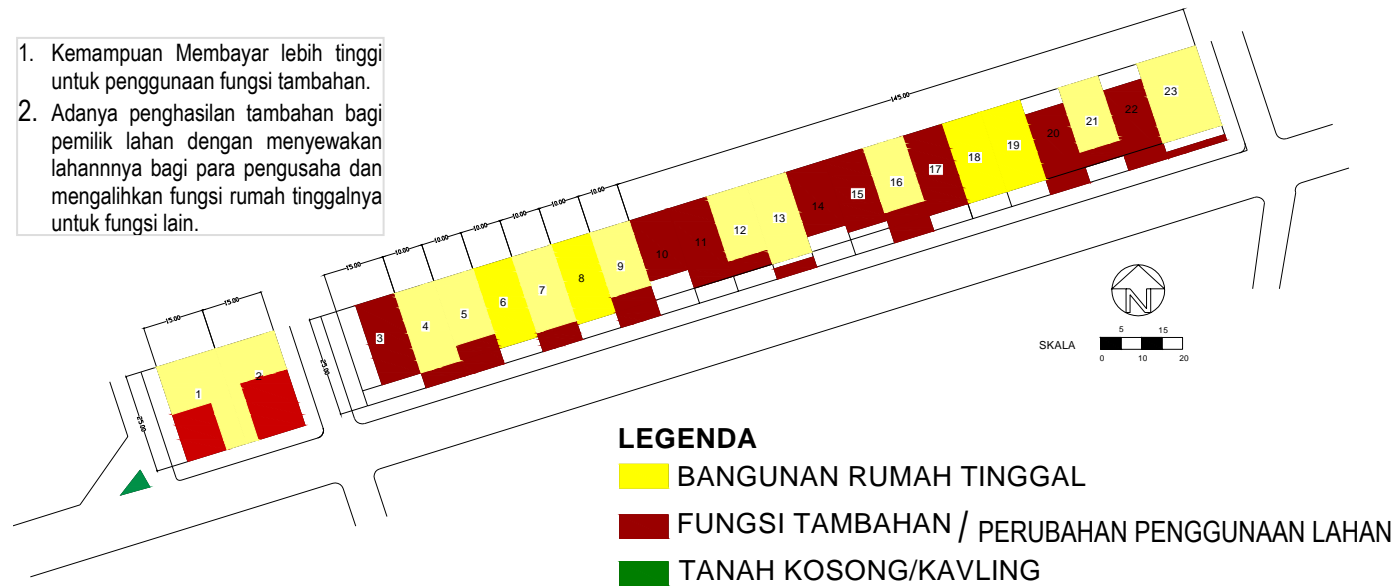 1. Kemampuan Membayar lebih tinggi
untuk penggunaan fungsi tambahan.
2. Adanya penghasilan tambahan bagi
pemilik lahan dengan menyewakan
lahannnya bagi para pengusaha dan
mengalihkan fungsi rumah tinggalnya
untuk fungsi lain.
145.00
10.00
10.00
10.00
10.00
10.00
10.00
15.00
15.00
15.00
25.00
25.00
1
2
3
4
5
6
7
8
9
10
11
12
13
14
15
16
17
18
19
20
21
22
23
N
SKALA
5 15
0 10 20
LEGENDA
BANGUNAN RUMAH TINGGAL
FUNGSI TAMBAHAN / PERUBAHAN PENGGUNAAN LAHAN
TANAH KOSONG/KAVLING